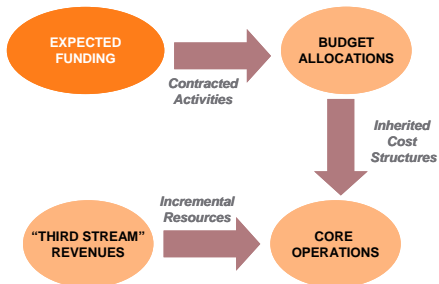 EXPECTED
FUNDING
Contracted
Activities
BUDGET
ALLOCATIONS
Inherited
Cost
Structures
“THIRD STREAM”
REVENUES
Incremental
Resources
CORE
OPERATIONS